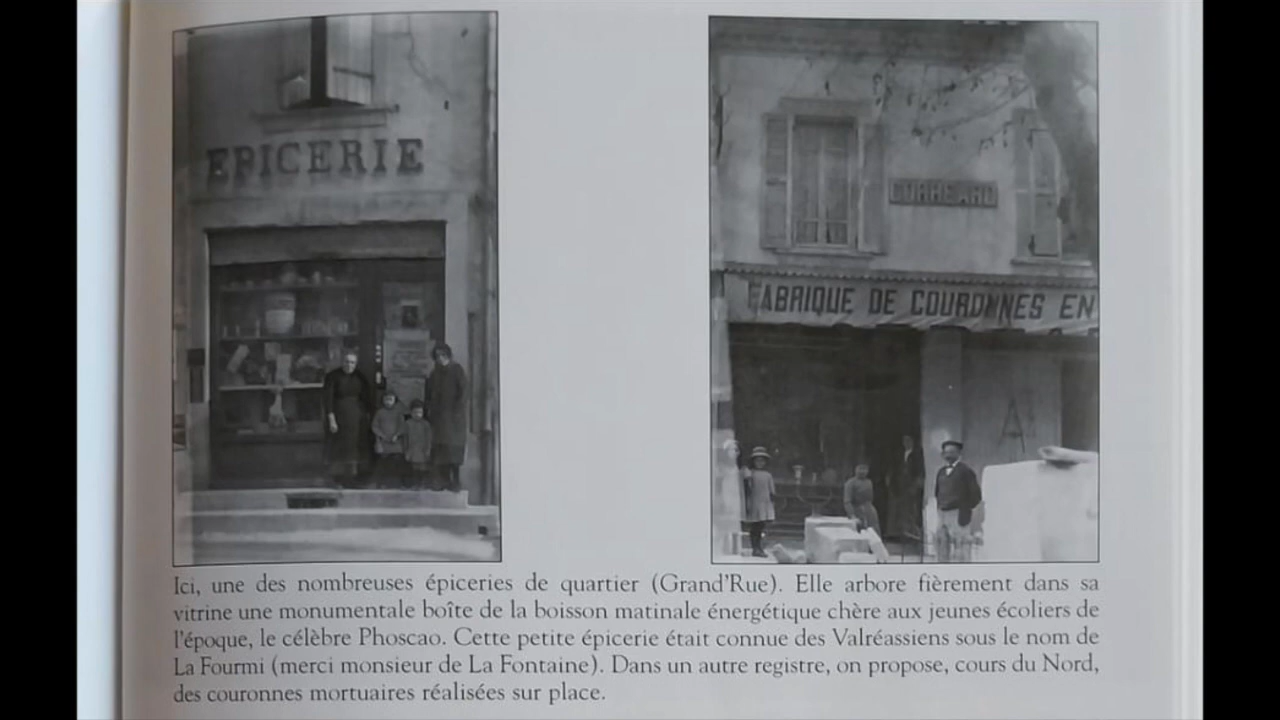 EPICERIE
FABRIQUE DE COURONNES EN
Ici, une des nombreuses épiceries de quartier (Grand'Rue). Elle arbore fièrement dans sa
vitrine une monumentale boîte de la boisson matinale énergétique chère aux jeunes écoliers de
l'époque, le célèbre Phoscao. Cette petite épicerie était connue des Valréassiens sous le nom de
La Fourmi (merci monsieur de La Fontaine). Dans un autre registre, on propose, cours du Nord,
des couronnes mortuaires réalisées sur place.